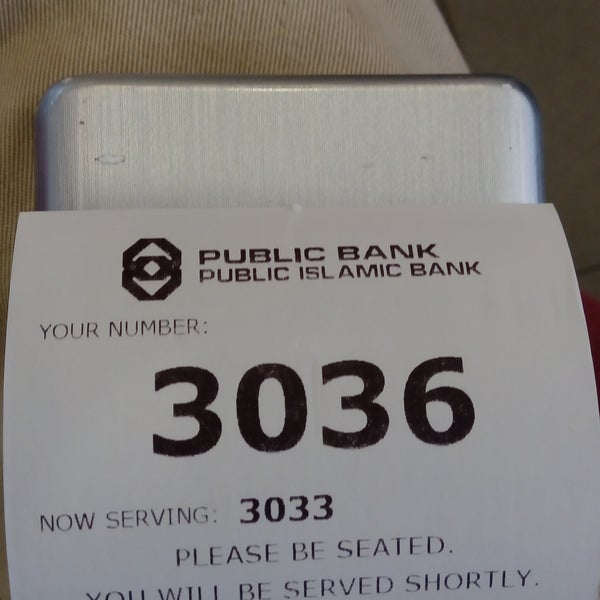 PUBLIC BANK
PUBLIC ISLAMIC BANK
YOUR NUMBER:
3036
NOW SERVING: 3033
PLEASE BE SEATED.
YOU WILL BE SERVED SHORTLY.